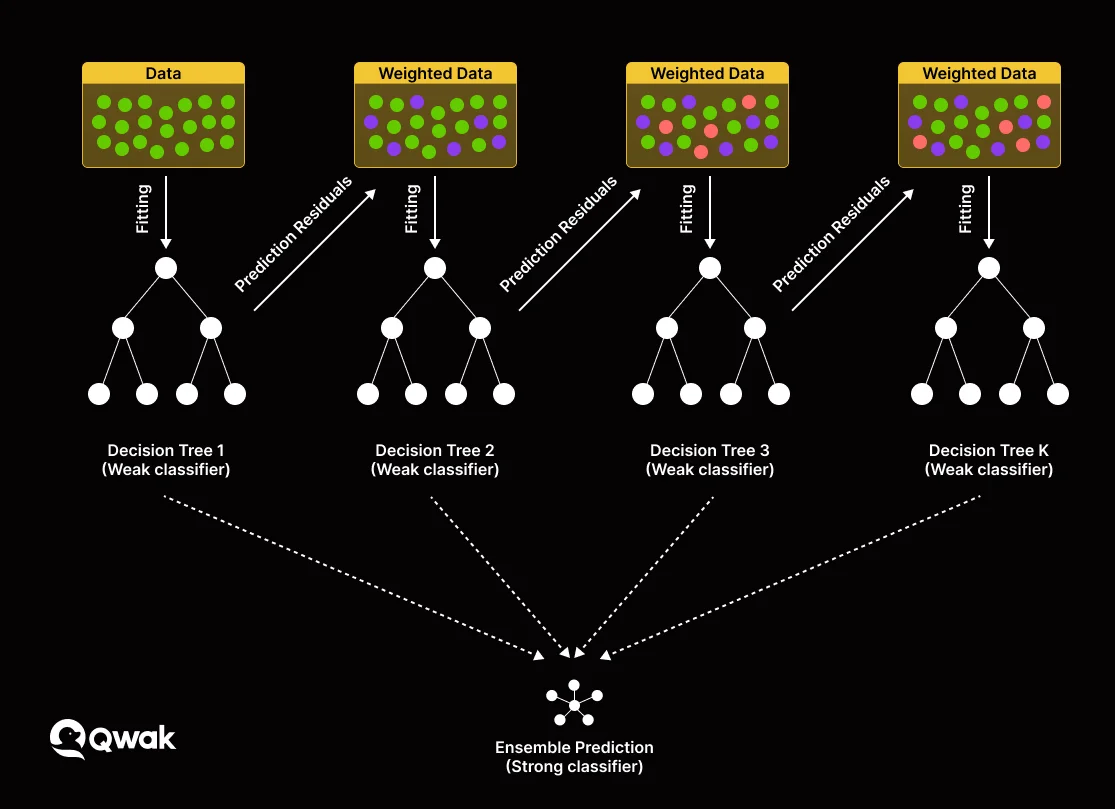 Data
Weighted Data
Weighted Data
Weighted Data
Fitting
Prediction Residuals
Fitting
Prediction Residuals
Fitting
Prediction Residuals
Fitting
Decision Tree 1
(Weak classifier)
Decision Tree 2
(Weak classifier)
Decision Tree 3
(Weak classifier)
Decision Tree K
(Weak classifier)
Qwak
Ensemble Prediction
(Strong classifier)